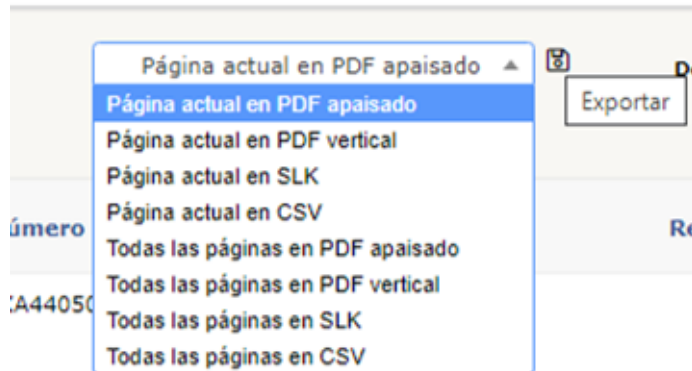 Página actual en PDF apaisado
Página actual en PDF apaisado
Exportar
Página actual en PDF vertical
Página actual en SLK
Página actual en CSV
úmero
Todas las páginas en PDF apaisado
Todas las páginas en PDF vertical
Todas las páginas en SLK
Todas las páginas en CSV